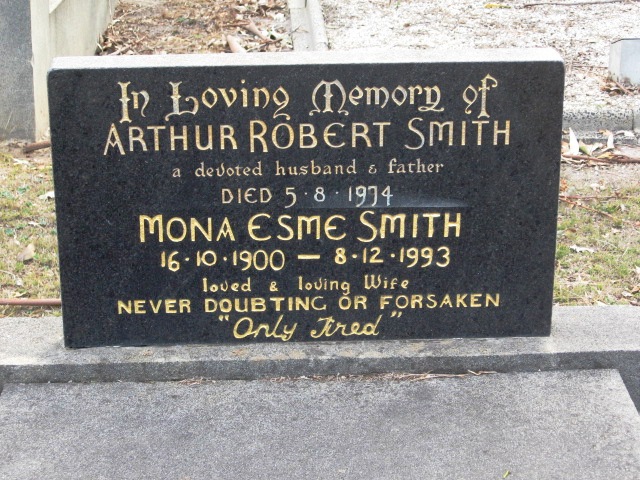 In Loving Memory of
ARTHUR ROBERT SMITH
a devoted husband & father
DIED 5·8·1974
MONA ESME SMITH
16·10·1900 — 8·12·1993
loved & loving Wife
NEVER DOUBTING OR FORSAKEN
"Only Tired"